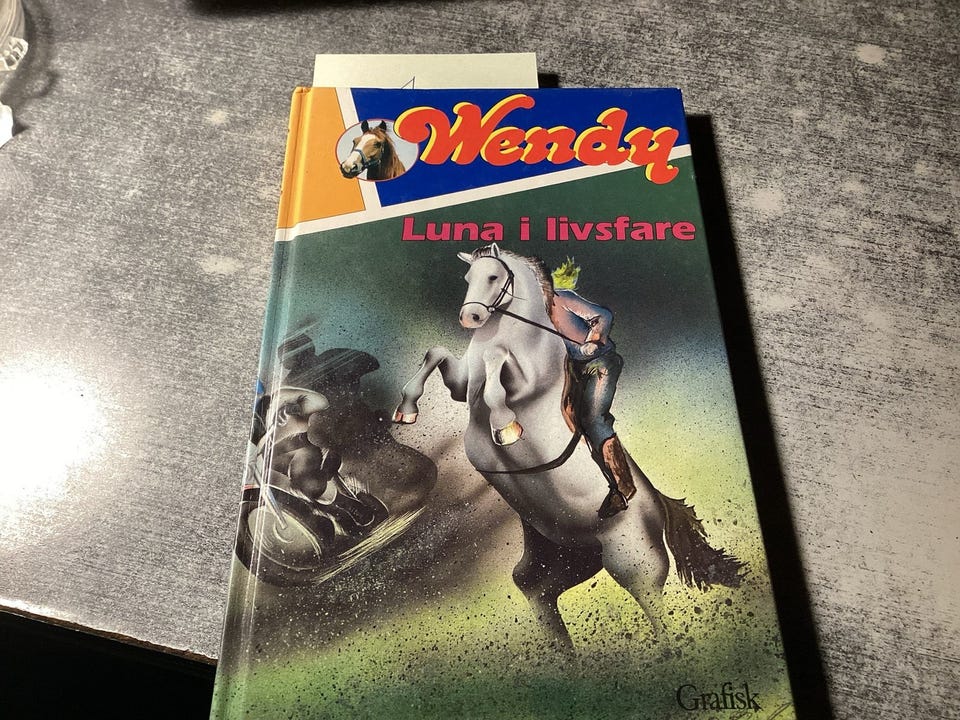 Wendy
Luna i livsfare
Grafisk